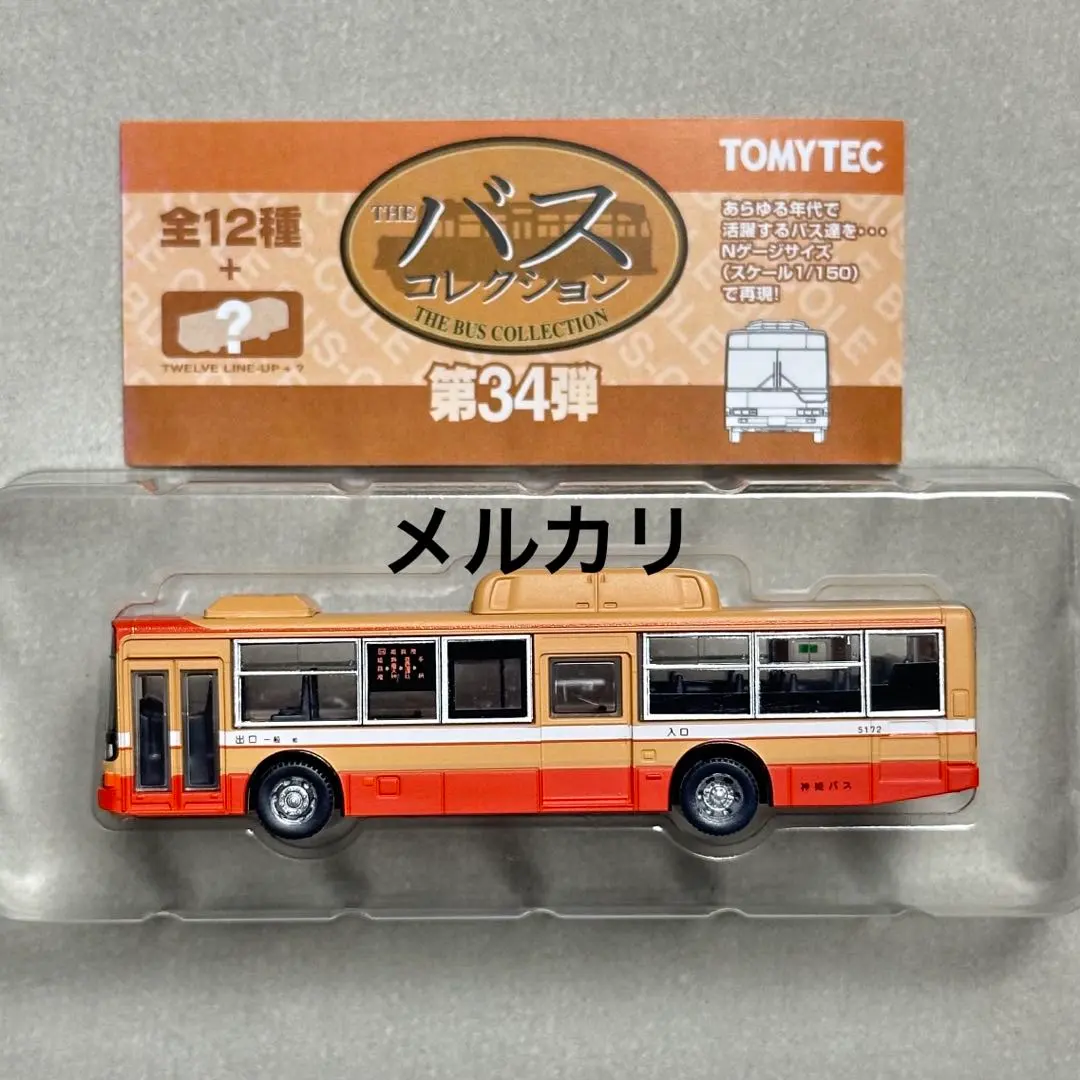 TOMYTEC
全12種
+
?
TWELVE LINE-UP + ?
THE
バス
コレクション
THE BUS COLLECTION
第34弾
あらゆる年代で
活躍するバス達を…
Nゲージサイズ
(スケール1/150)
で再現!
メルカリ
出口 一般
入口
5172
神姫バス